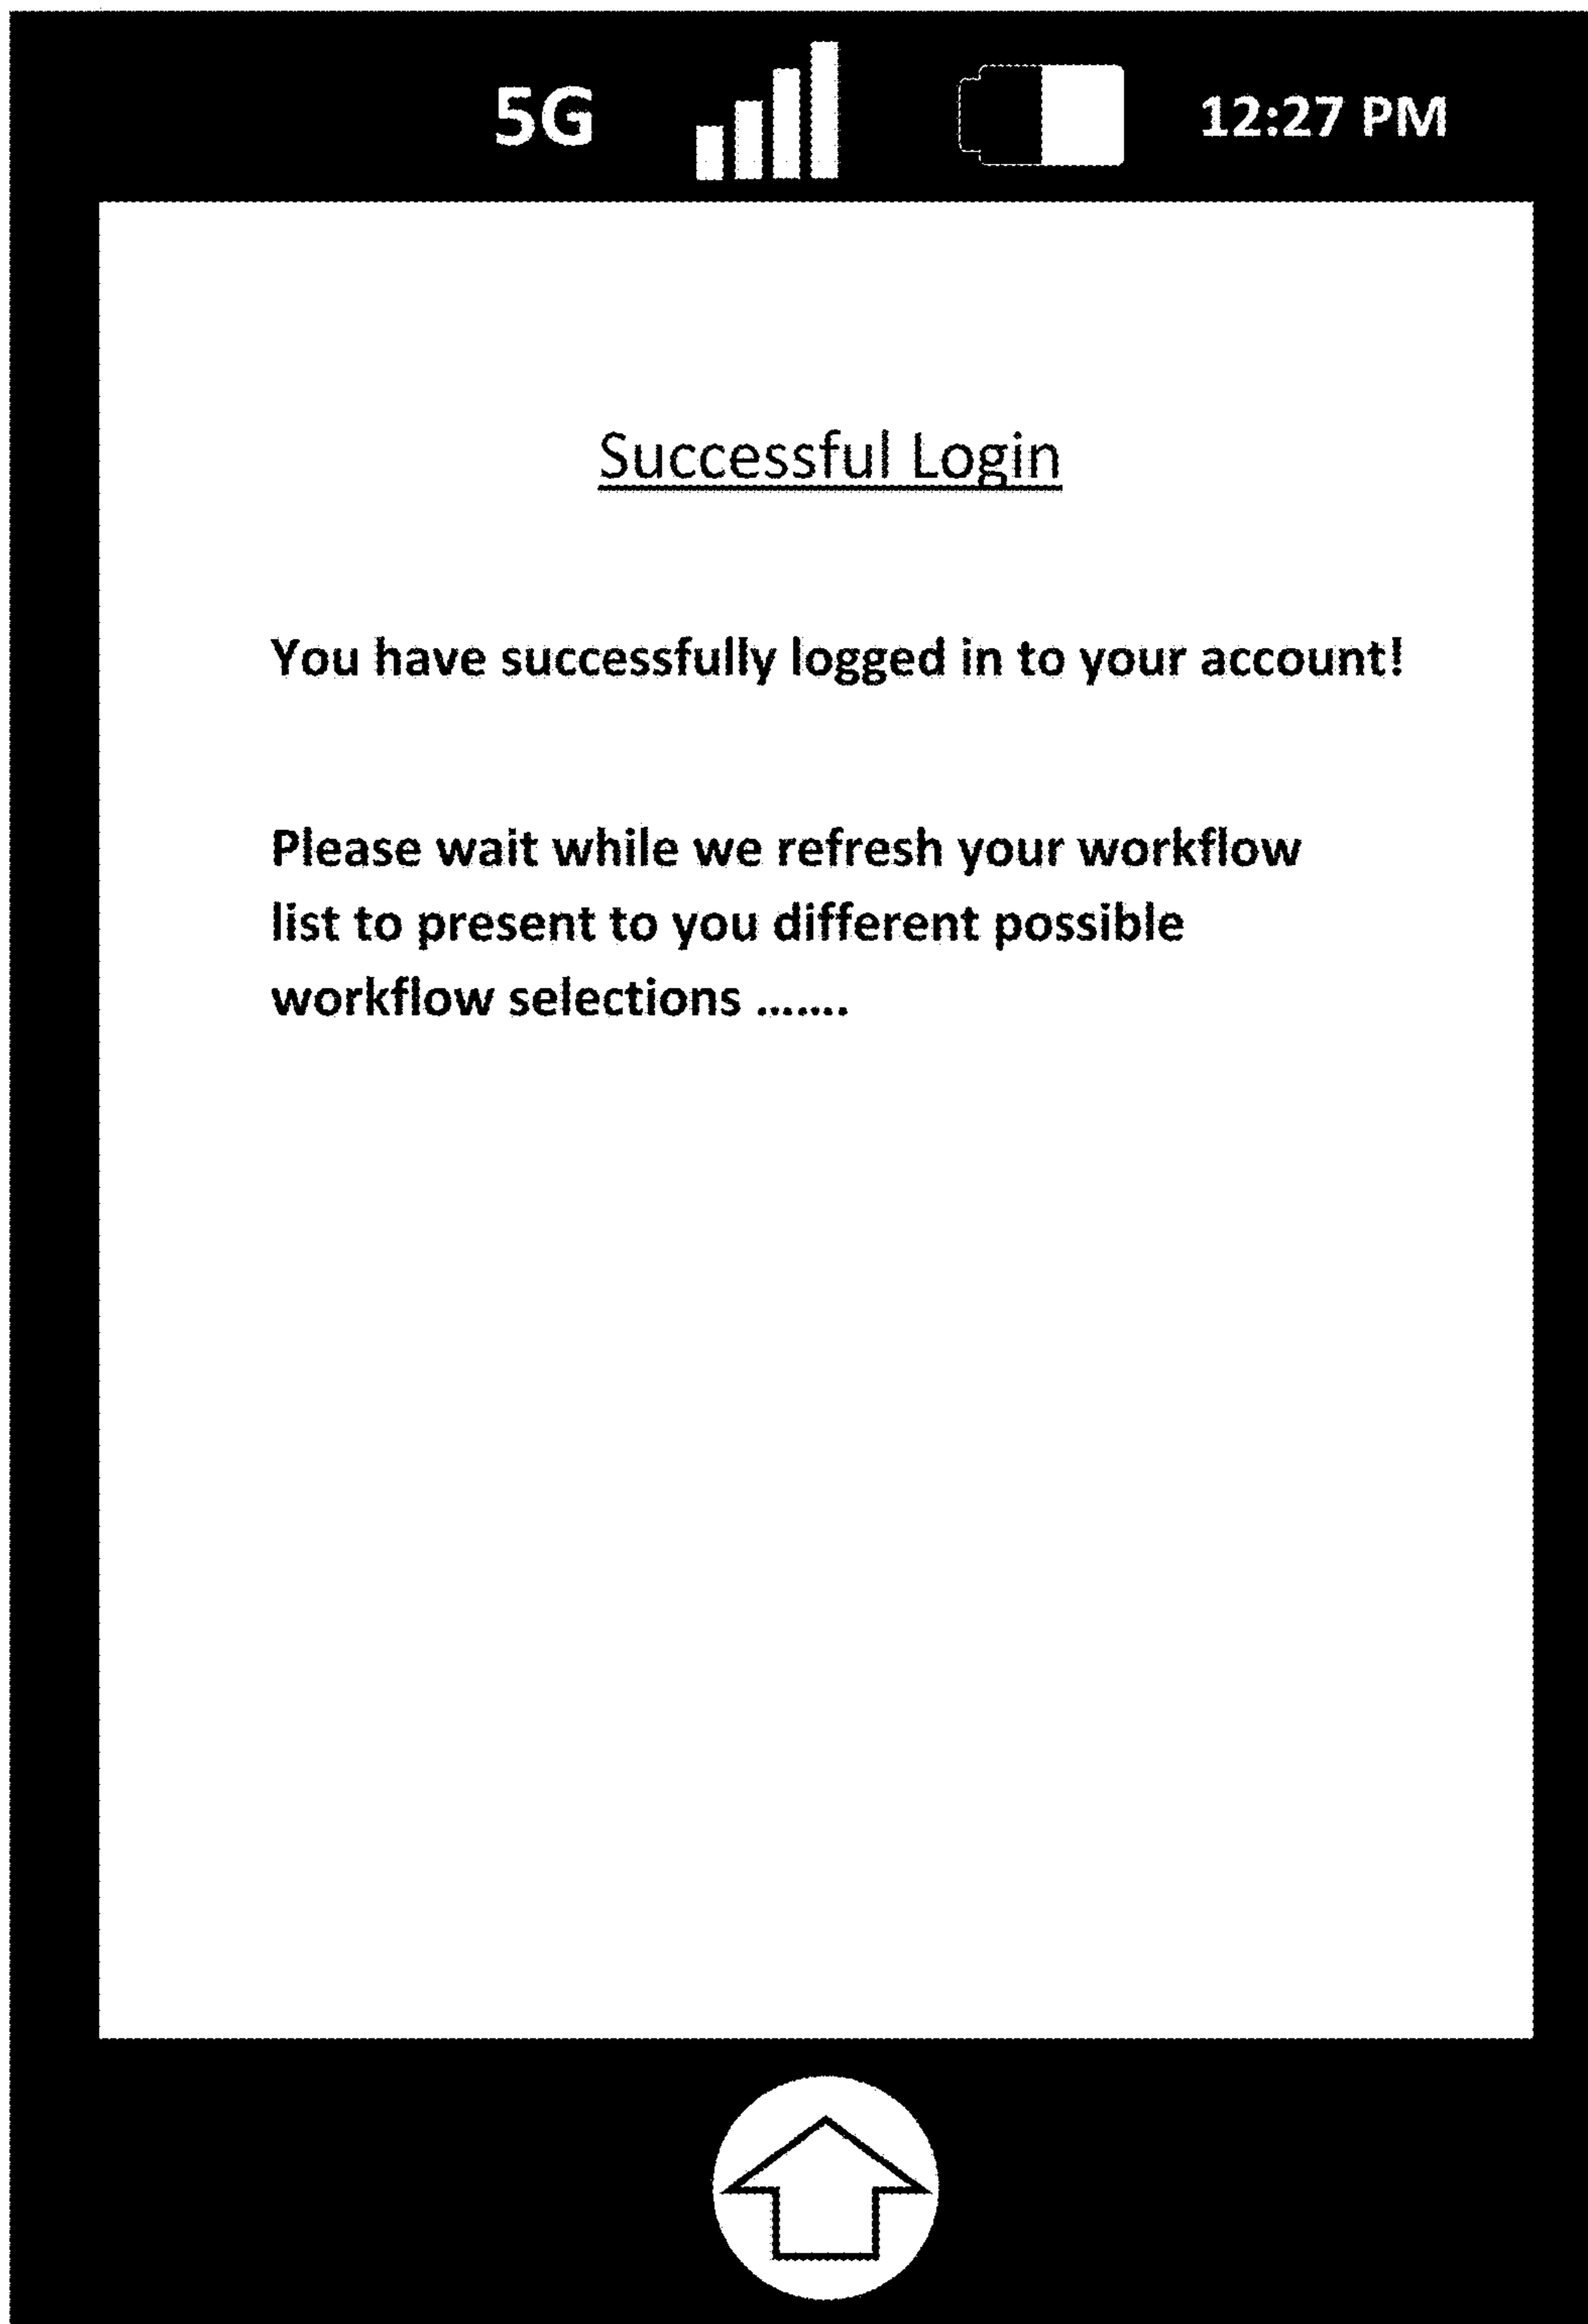 5G
12:27 PM
Successful Login
You have successfully logged in to your account!
Please wait while we refresh your workflow
list to present to you different possible
workflow selections .......